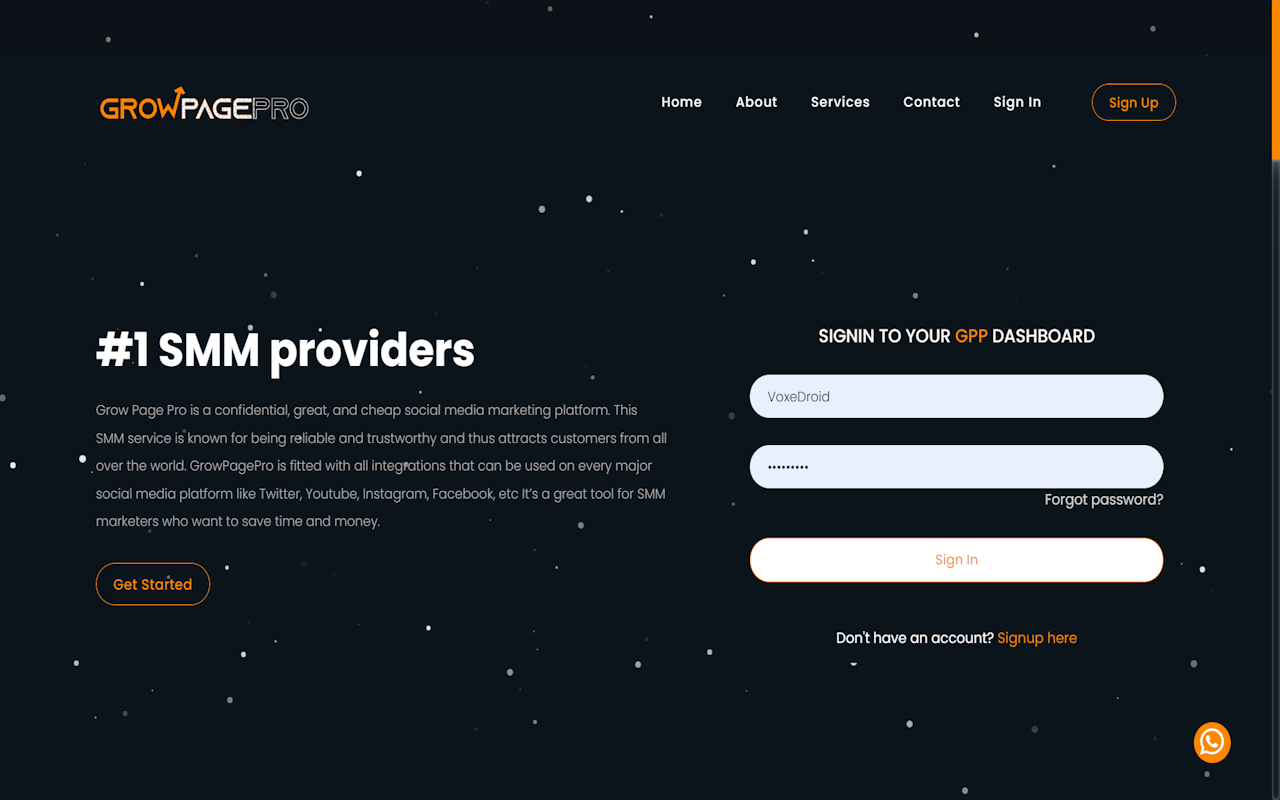 GROWPAGEPRO
Home About Services Contact Sign In Sign Up
#1 SMM providers
Grow Page Pro is a confidential, great, and cheap social media marketing platform. This
SMM service is known for being reliable and trustworthy and thus attracts customers from all
over the world. GrowPagePro is fitted with all integrations that can be used on every major
social media platform like Twitter, Youtube, Instagram, Facebook, etc It's a great tool for SMM
marketers who want to save time and money.
Get Started
SIGNIN TO YOUR GPP DASHBOARD
VoxeDroid
•••••••••
Forgot password?
Sign In
Don't have an account? Signup here